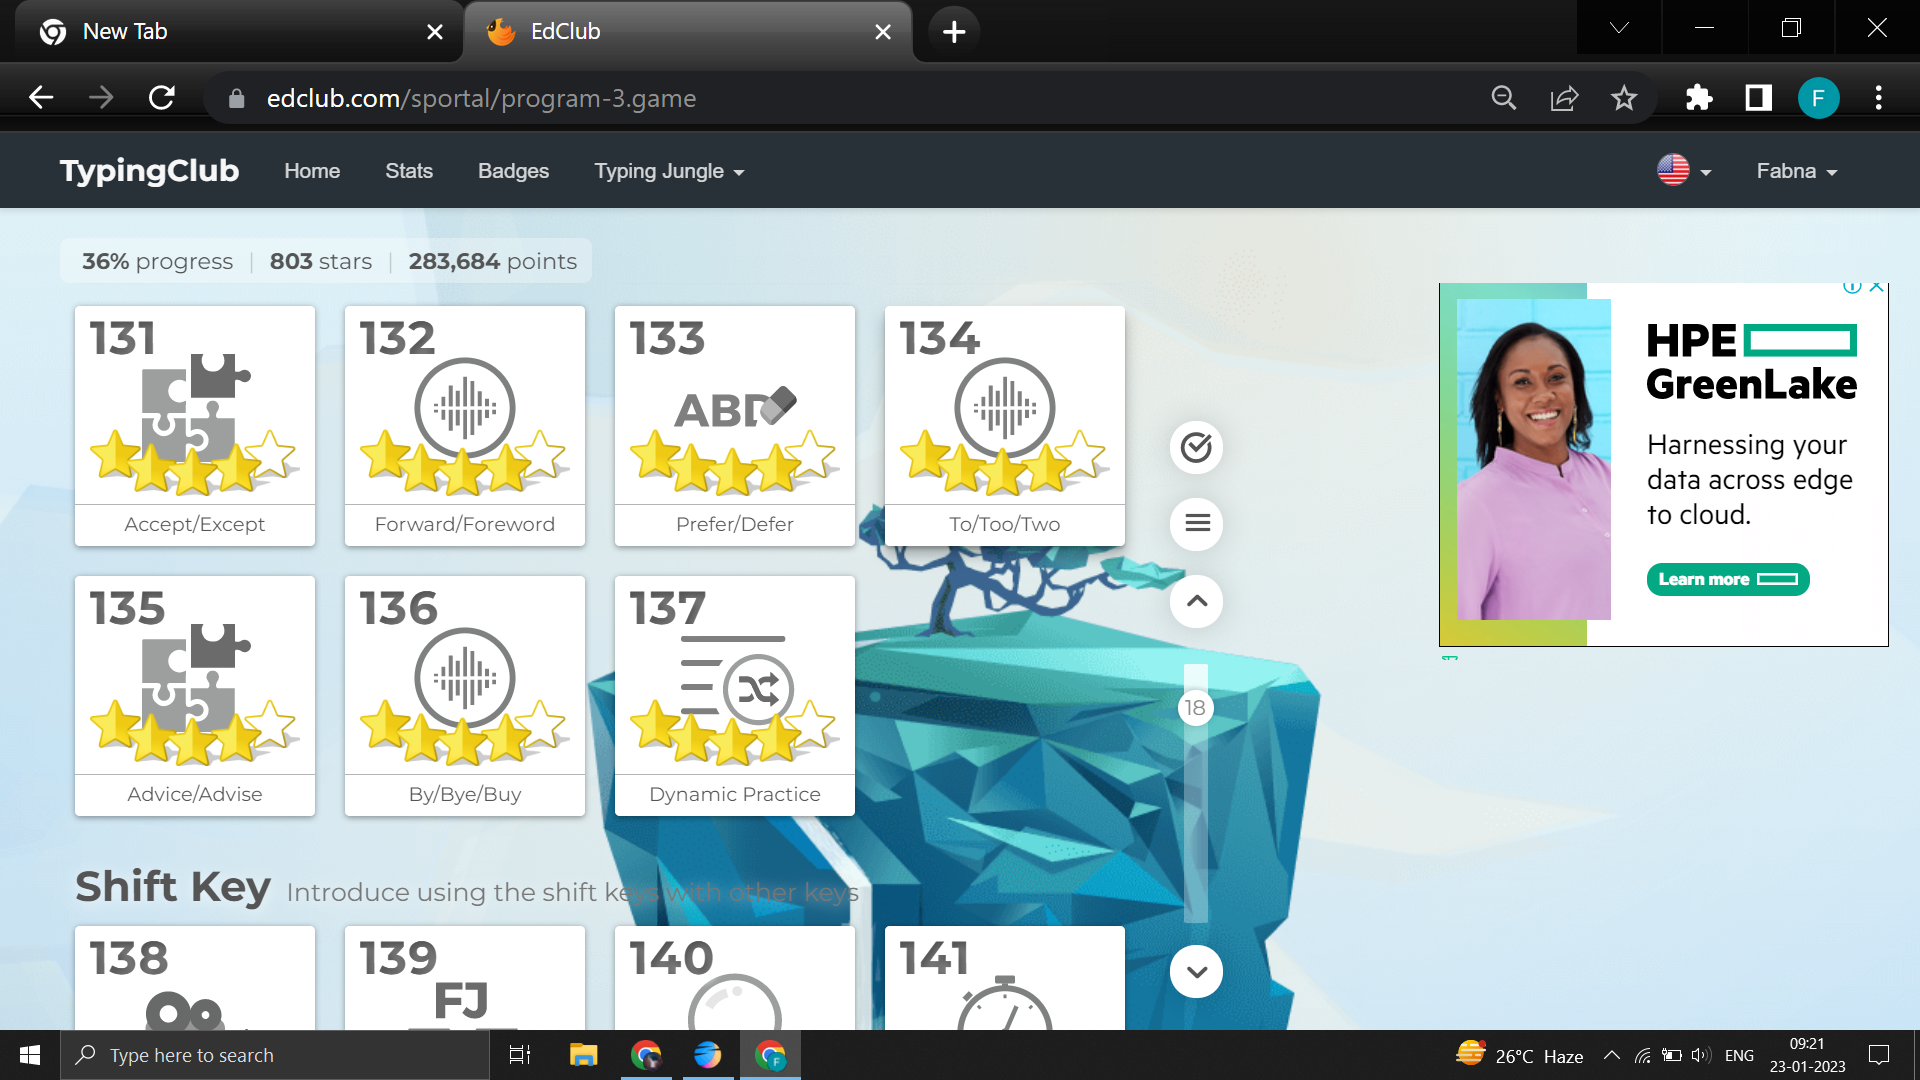 New Tab
EdClub
edclub.com/sportal/program-3.game
F
TypingClub Home Stats Badges Typing Jungle Fabna
36% progress 803 stars 283,684 points
131 132 133 134
ABD
Accept/Except Forward/Foreword Prefer/Defer To/Too/Two
135 136 137
Advice/Advise By/Bye/Buy Dynamic Practice
18
Shift Key Introduce using the shift keys with other keys
138 139 140 141
FJ
HPE
GreenLake
Harnessing your
data across edge
to cloud.
Learn more
Type here to search
F
26°C Haze
ENG
09:21
23-01-2023